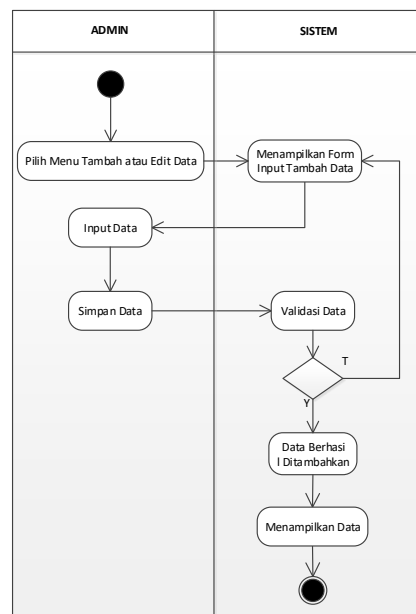 ADMIN
SISTEM
Pilih Menu Tambah atau Edit Data
Menampilkan Form
Input Tambah Data
Input Data
Simpan Data
Validasi Data
T
Y
Data Berhasi
l Ditambahkan
Menampilkan Data